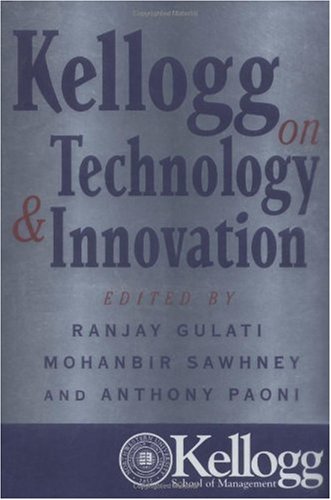 Kellogg
on
Technology
& Innovation
EDITED BY
RANJAY GULATI
MOHANBIR SAWHNEY
AND ANTHONY PAONI
Kellogg
School of Management